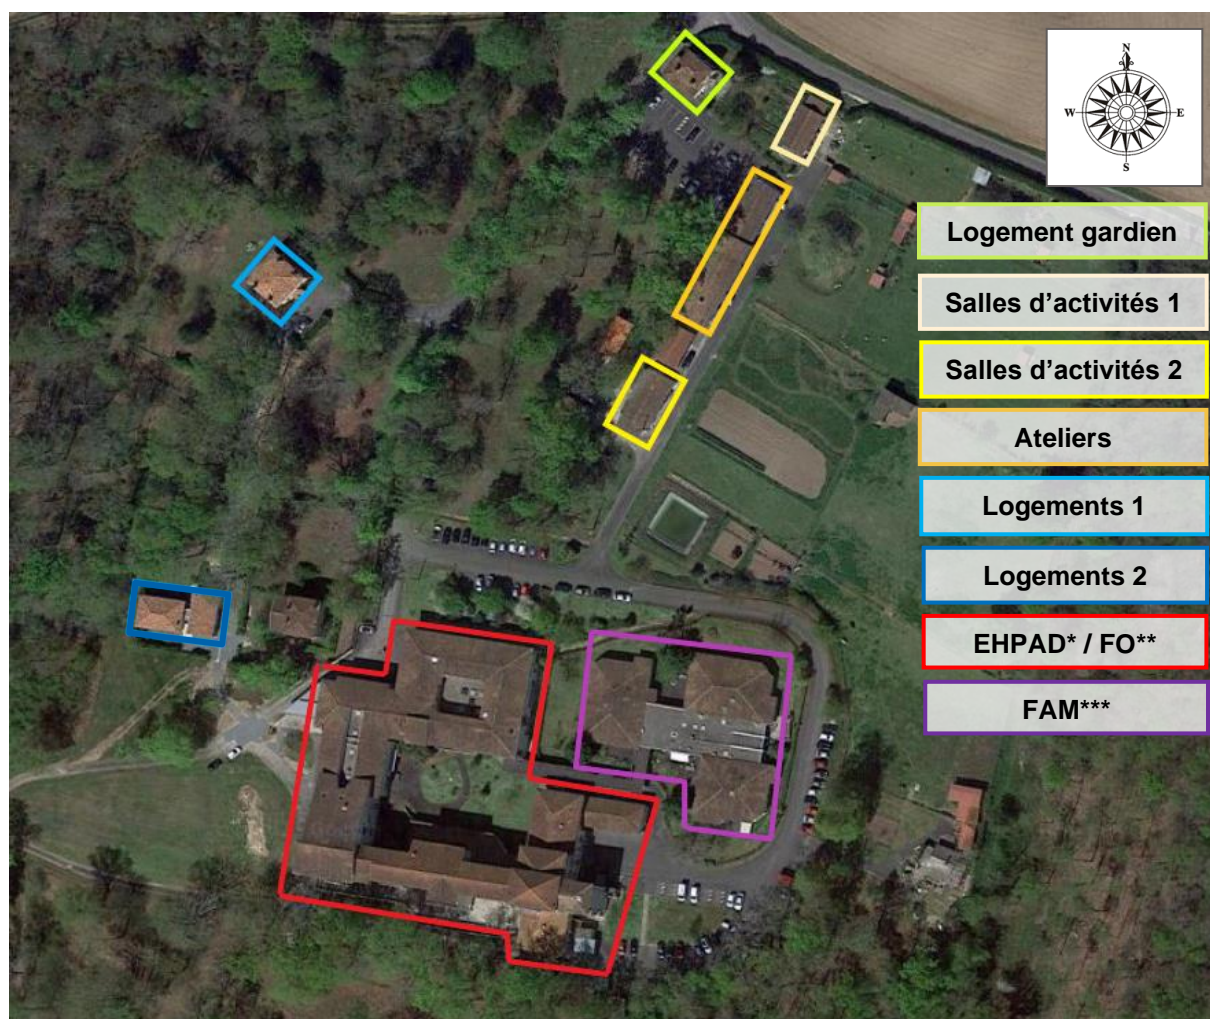 N
W
E
S
Logement gardien
Salles d’activités 1
Salles d’activités 2
Ateliers
Logements 1
Logements 2
EHPAD* / FO**
FAM***